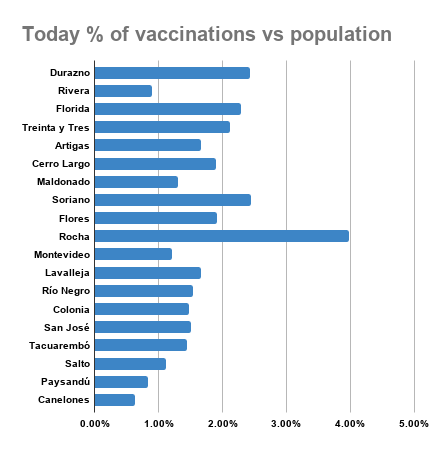 Today % of vaccinations vs population
Durazno
Rivera
Florida
Treinta y Tres
Artigas
Cerro Largo
Maldonado
Soriano
Flores
Rocha
Montevideo
Lavalleja
Río Negro
Colonia
San José
Tacuarembó
Salto
Paysandú
Canelones
0.00% 1.00% 2.00% 3.00% 4.00% 5.00%